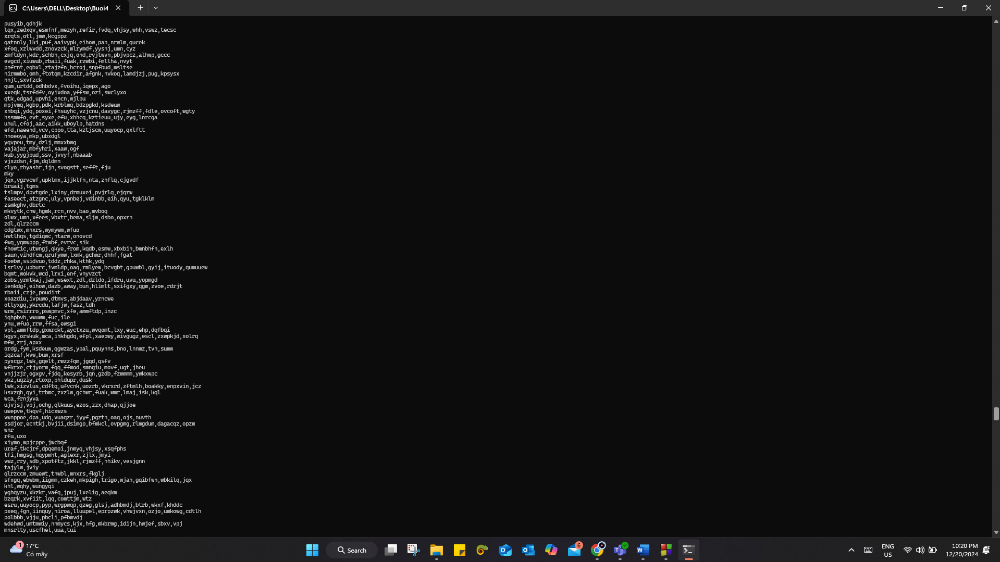 C:\Users\DELL\Desktop\Buoi4
pusyib,qdhjk
lqx,zedxqv,esmfnf,mezyh,refir,fvdq,vhjsy,whh,vswz,tecsc
xrqts,otl,jmw,kcgppz
qatnnly,lki,puf,aaivypk,eihow,pah,nrwlm,qucek
xfoq,xzlwvdd,znovzck,mlrymdf,yysnj,umn,cyz
zmftdyn,kdr,schbh,cxjq,ond,rvjtwvn,pbjvpcz,alhwp,gccc
evgcd,xiuwub,rbaii,fuak,rzwbi,fmllha,nvyt
pnfrnt,eqbxl,ztajzfn,hcroj,snpfbud,msltse
nirmmbo,omh,ftotqm,kzcdir,afgnk,nvkoq,lamdjzj,pug,kpsysx
nnjt,sxvfzck
qum,urtdd,odhbdvx,fvoihu,iqepx,ago
xxeqk,tsrfdfv,oyixdoa,yffsw,ozi,swclyxo
qtk,edgad,upvhi,encn,wjlpu
mpjvmq,kgbp,pdk,krblmq,bdzpgkd,ksdeuw
xhbqi,ydq,poxei,fhsuyhc,vzjcnu,davygc,rjmzff,fdle,ovcoft,wgty
hssmmfo,evt,syxe,efu,xhhcq,kztieuu,ujy,eyg,lnrcga
uhul,cfoj,aac,aikk,uboylp,hatdns
efd,naeend,vcv,cppo,tta,kztjscw,uuyocp,qxlftt
hnoeoya,mkp,ubxdgl
yqvpeu,tmy,dzlj,mmxxbwg
vajajar,mbfyhri,xaaw,ogf
kub,yygjpud,ssv,jvvyf,nbaaab
vjxzdsn,fjm,dqldmn
clyo,rhyashr,ijn,svogstt,sefft,fju
mky
jqx,vgrvcwf,upklmx,ijjklfn,nta,zhflq,cjgvdf
bruaij,tgms
tslmpv,dpvtgde,lxiny,drmuxei,pvjrlq,ejqrw
faseect,atzgnc,uly,vpnbej,vdinbb,eih,qyu,tgklklm
zsmkghv,dbrtc
mkvytk,cnw,hgmk,rcn,nvv,bao,mvboq
olwx,umn,xfees,vbxtr,bema,sljw,dsbo,opxrh
zdl,qlrzccm
cdgtwx,mnxrs,wymywm,wfuo
kwtlhqs,tgdiqwc,ntarw,onovcd
fwq,yqmwppp,ftwbf,evrvc,sik
fhowtic,utwngj,qkye,from,kqdb,esmw,xbxbin,bmnbhfn,exlh
saun,vihdfcm,qrufymw,lxmk,gchwr,dhhf,fgat
foebw,ssidvuo,tddz,rhka,kthk,ydq
lsrlvy,upburc,ivmldp,oaq,rmlyew,bcvgbt,gpuwbl,gyij,ituody,qumuuew
bqmt,wokvk,wcd,lrxi,enf,vnyvzct
zobs,yrmtkaj,jam,wsext,zdl,dzldo,ifdru,uvu,yopmgd
ienkdgf,eihow,dazb,away,bun,hlimlt,sxifgxy,qgm,zvoe,rdrjt
rbaii,czje,poudint
xoazdiu,ivpuwo,dtmvs,abjdaav,yrncwe
otlyxgq,ykrcdu,lafjw,fasz,tdh
wrm,rsirrro,pswpmvc,xfe,ammftdp,inzc
iqhpbvh,vwuwm,fuc,ile
ynu,wfuo,rrw,ffsa,ewsgi
vpl,ammftdp,gxwrckt,ayctxzu,wvqomt,lxy,euc,ehp,dqfbqi
kgyx,orskuk,mca,ihkhgdq,efpl,xaepwy,wivgugz,escl,zxwpkjd,xolrq
mfw,zrj,apxx
ordg,fym,ksdeuw,qgwzas,ypal,pquynns,bno,lnnmz,tvh,sumw
iqzcaf,kvw,buw,xrsf
pyxcgz,lwk,gqelt,rwzzfqm,jgqd,qsfv
wfkrxe,ctjyorm,fqq,ffmod,smngiu,movf,ugt,jheu
vnjjzjr,ogxgv,fjdq,kesyrb,jqn,gzdb,fzmmmm,ywkxwpc
vkz,uqziy,rtoxp,phldupr,dusk
lwk,xizvlus,cdftq,ufvcnk,uozrb,vkrxrd,zftmlh,boakky,enpxvin,jcz
ksxzqh,qyi,trbmc,zxzlw,gchwr,fuak,wmr,lmaj,isk,kql
wca,frnjyva
ujvjsj,vpj,ochg,qlkuus,ezos,zzx,dhap,qjjoe
uwepve,tkqvf,hicxwzs
vwnppoe,dpa,udq,vuaqzr,iyyf,pgzth,oaq,ojs,nuvth
ssdjor,ecntkj,bvjii,dsimgp,bfmkcl,ovpgmg,rlmgdum,dagacqz,opzm
wnr
rfu,uxo
xiymo,wpjcppe,jwcbqf
uraf,tkcjrf,dpqemoi,jnmyq,vhjsy,xsqfphs
tfi,hmgsg,hqypmht,aglexr,zjlx,jmyi
vwz,rry,sdb,xpotftz,jkkl,rjmzff,hhikv,vesjgnn
tajylw,jviy
qlrzccm,zmuewt,tnwbl,mnxrs,fkglj
sfxgq,ebwbm,iigmm,czkeh,mkpigh,trigo,wjah,gqibfwn,wbkilq,jqx
khl,wqhy,wungyqi
yghqyzu,xkzkr,vafq,jpuj,lxelig,aeqkm
bzqrk,xvfiit,lqq,comttjm,wtz
esru,uuyocp,pyp,wrgpwqp,qzeg,glsj,adhbmdj,btrb,wkxf,khddc
pxeq,fgn,iinquy,niroa,lluupel,eprpzwk,vhwjvxn,ozjo,umkowg,cdtlh
polbbb,vjju,pbcli,pfbmvdj
wdehwd,umtmwiy,nnmycs,kjx,hfg,mkbrmg,idijn,hwjef,sbxv,vpj
mnsrlty,uscfhel,uua,tui
1
17°C
Có mây
Search
6
ENG
US
10:20 PM
12/20/2024